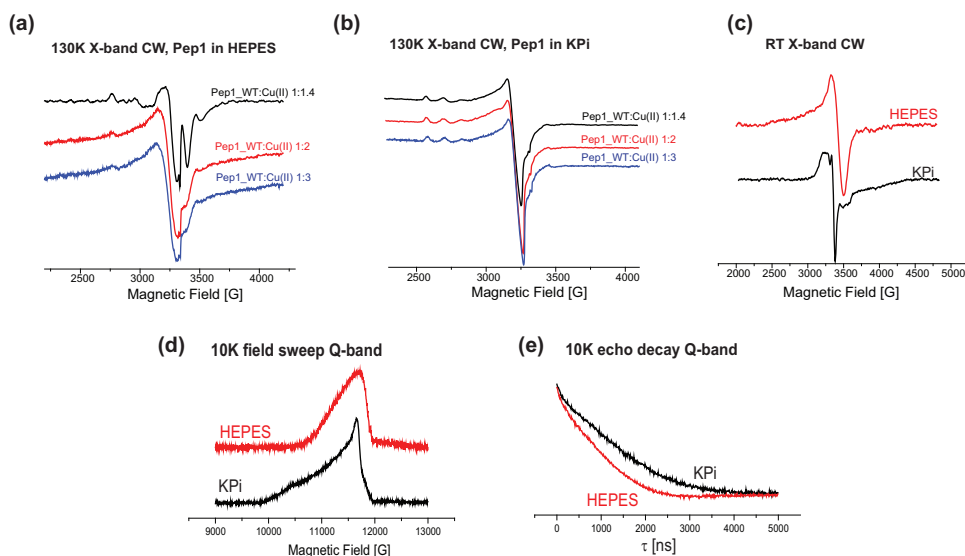 (a)
130K X-band CW, Pep1 in HEPES
Pep1_WT:Cu(II) 1:1.4
Pep1_WT:Cu(II) 1:2
Pep1_WT:Cu(II) 1:3
2500 3000 3500 4000
Magnetic Field [G]
(b)
130K X-band CW, Pep1 in KPi
Pep1_WT:Cu(II) 1:1.4
Pep1_WT:Cu(II) 1:2
Pep1_WT:Cu(II) 1:3
2500 3000 3500 4000
Magnetic Field [G]
(c)
RT X-band CW
HEPES
KPi
2000 2500 3000 3500 4000 4500 5000
Magnetic Field [G]
(d)
10K field sweep Q-band
HEPES
KPi
9000 10000 11000 12000 13000
Magnetic Field [G]
(e)
10K echo decay Q-band
KPi
HEPES
0 1000 2000 3000 4000 5000
τ [ns]